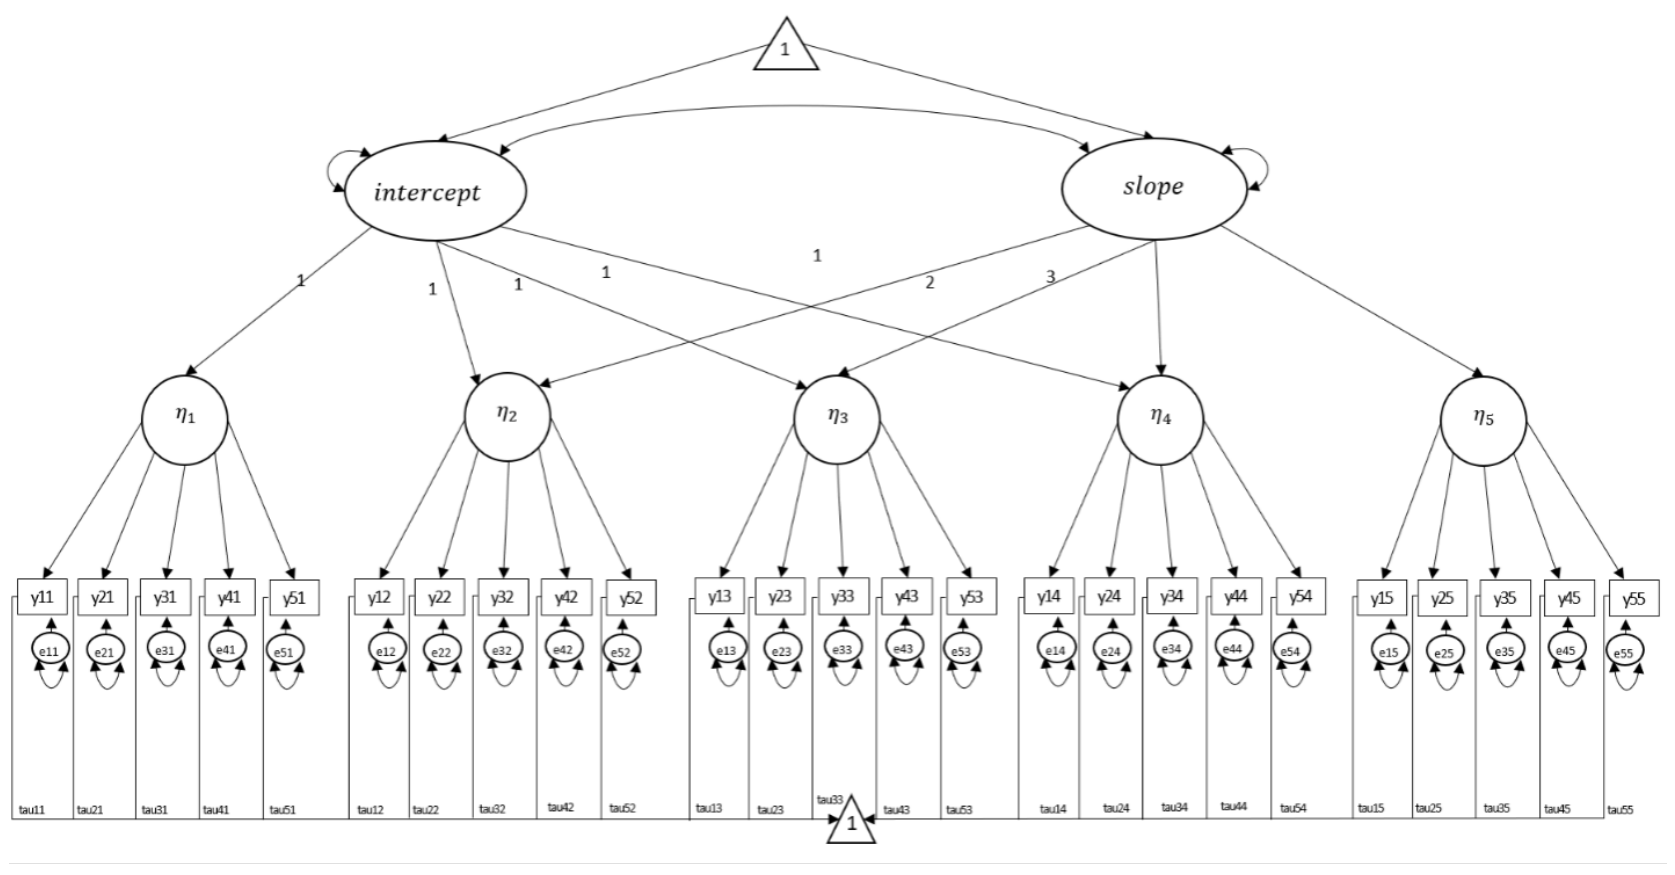 1
intercept
slope
1 1 1 1 1 2 3
η1 η2 η3 η4 η5
y11 y21 y31 y41 y51 y12 y22 y32 y42 y52 y13 y23 y33 y43 y53 y14 y24 y34 y44 y54 y15 y25 y35 y45 y55
e11 e21 e31 e41 e51 e12 e22 e32 e42 e52 e13 e23 e33 e43 e53 e14 e24 e34 e44 e54 e15 e25 e35 e45 e55
tau11 tau21 tau31 tau41 tau51 tau12 tau22 tau32 tau42 tau52 tau13 tau23 tau33 tau43 tau53 tau14 tau24 tau34 tau44 tau54 tau15 tau25 tau35 tau45 tau55
1